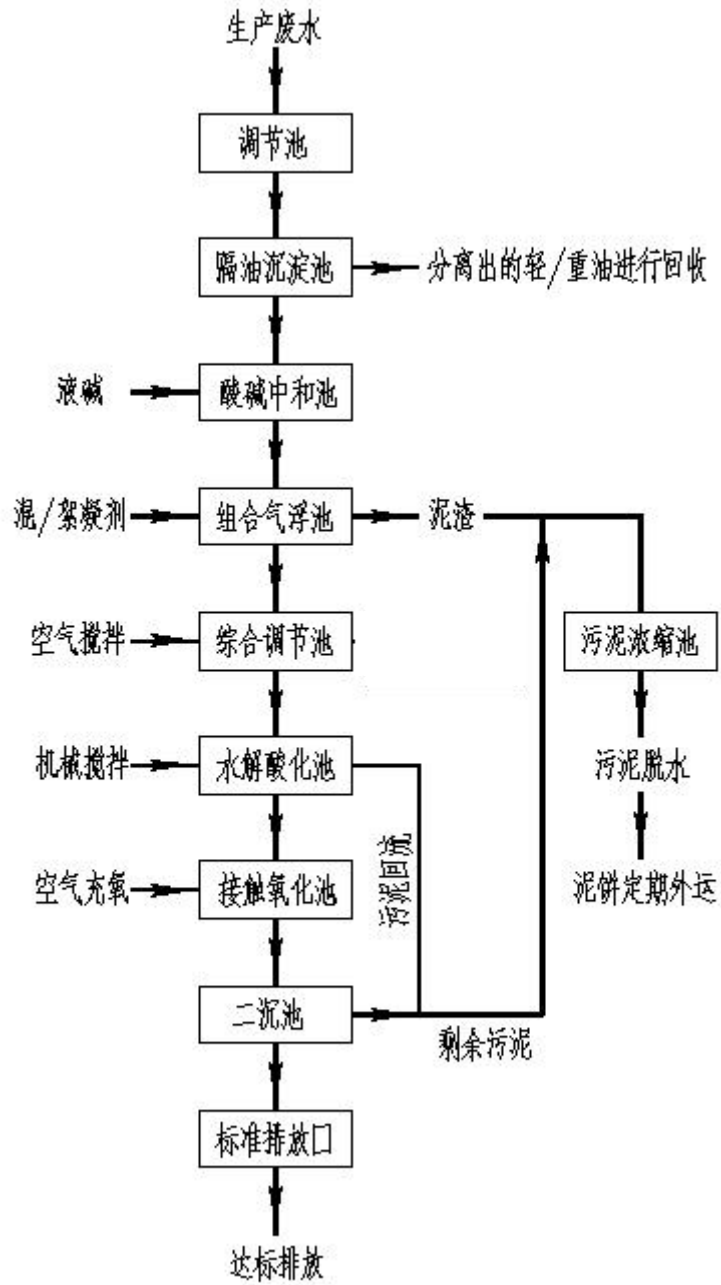 生产废水
调节池
隔油沉淀池
分离出的轻/重油进行回收
液碱
酸碱中和池
混/絮凝剂
组合气浮池
泥渣
空气搅拌
综合调节池
污泥浓缩池
机械搅拌
水解酸化池
污泥脱水
空气充氧
接触氧化池
污泥回流
泥饼定期外运
二沉池
剩余污泥
标准排放口
达标排放